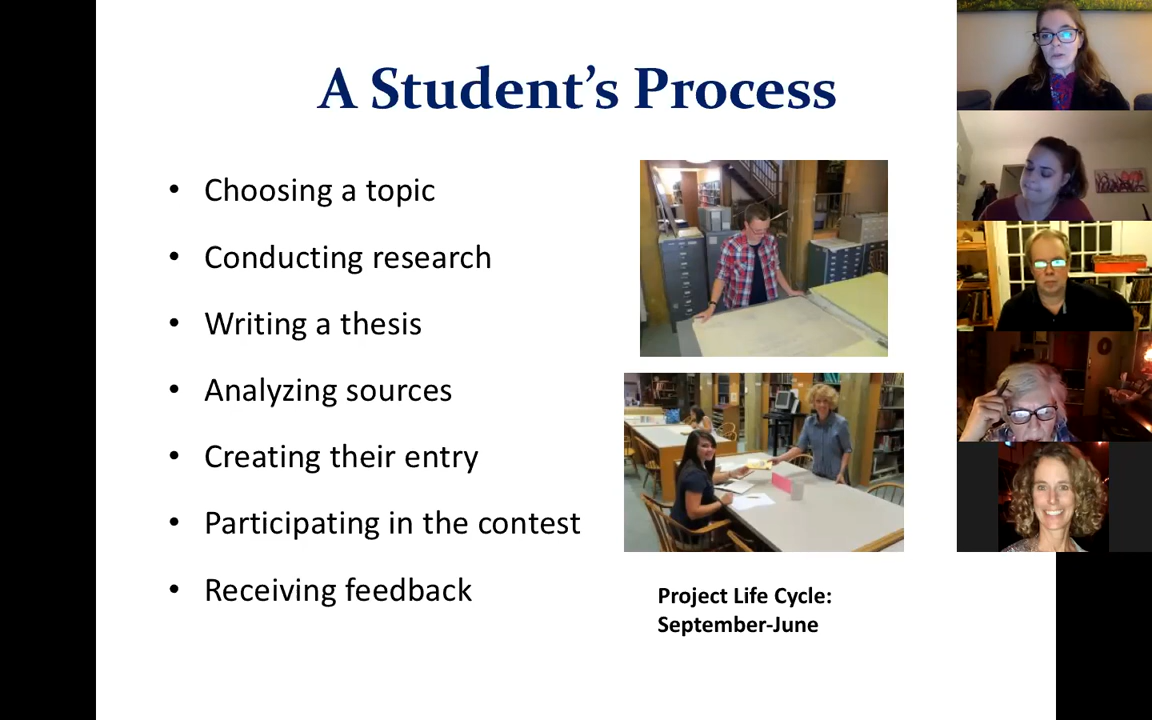 A Student’s Process
• Choosing a topic
• Conducting research
• Writing a thesis
• Analyzing sources
• Creating their entry
• Participating in the contest
• Receiving feedback
Project Life Cycle:
September-June